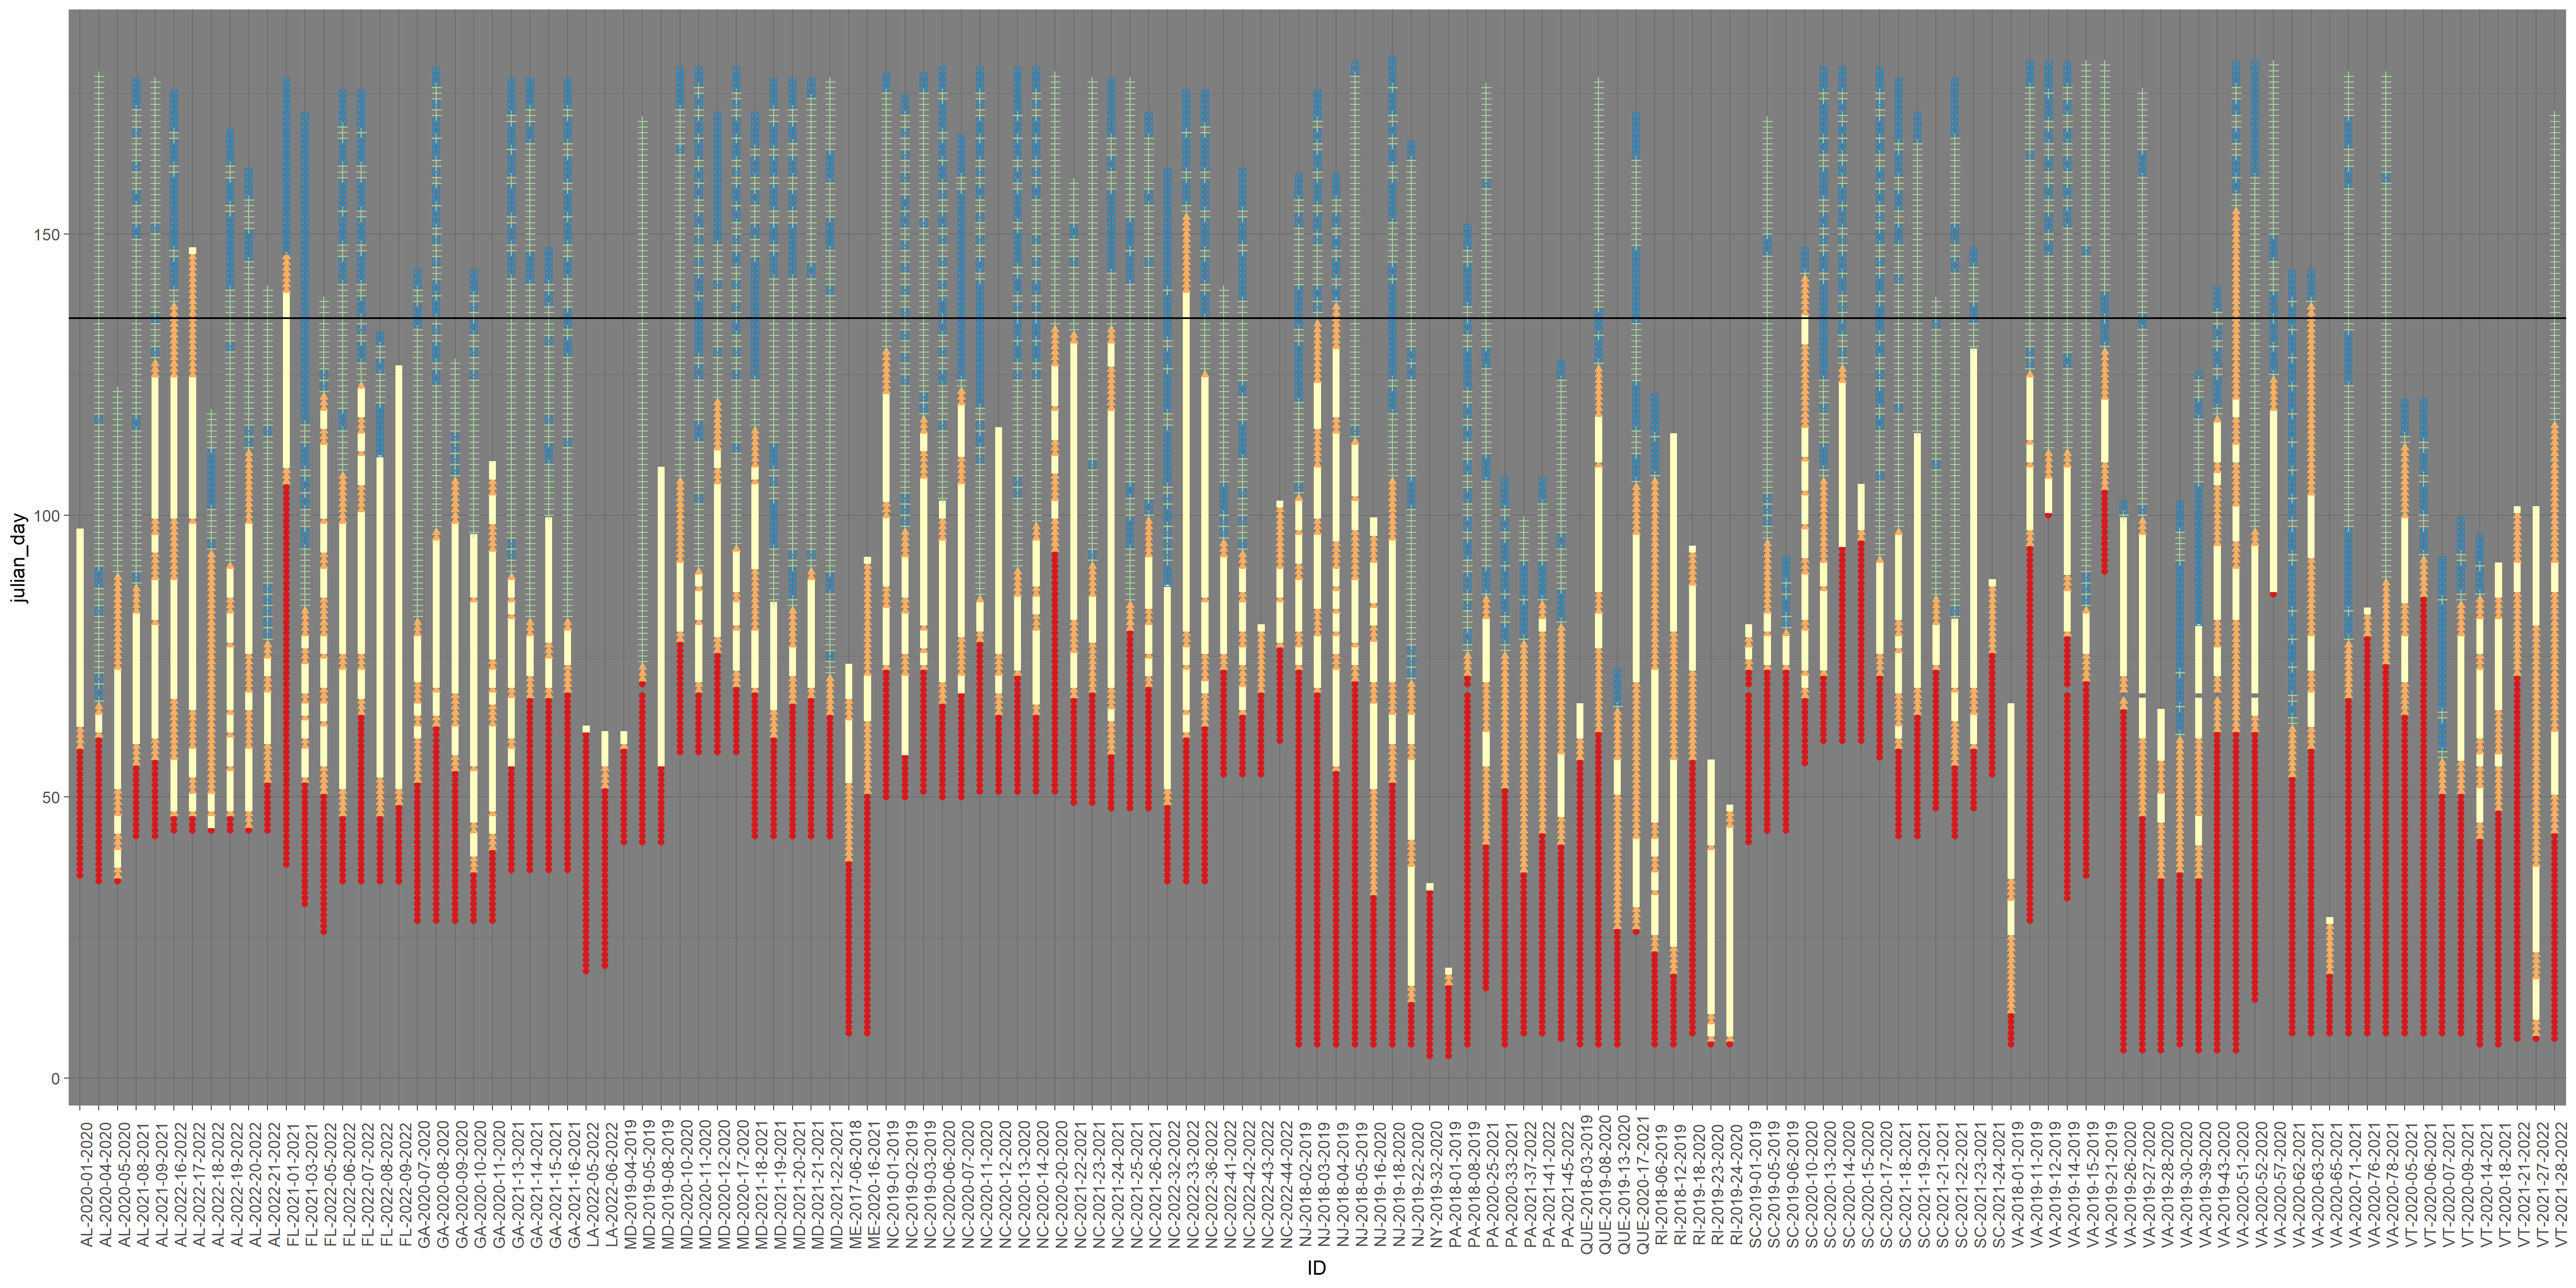 julian_day
150
100
50
0
AL-2020-01-2020
AL-2020-04-2020
AL-2020-05-2020
AL-2021-08-2021
AL-2021-09-2021
AL-2022-16-2022
AL-2022-17-2022
AL-2022-18-2022
AL-2022-19-2022
AL-2022-20-2022
AL-2022-21-2022
FL-2021-01-2021
FL-2021-03-2021
FL-2022-05-2022
FL-2022-06-2022
FL-2022-07-2022
FL-2022-08-2022
FL-2022-09-2022
GA-2020-07-2020
GA-2020-08-2020
GA-2020-09-2020
GA-2020-10-2020
GA-2020-11-2020
GA-2021-13-2021
GA-2021-14-2021
GA-2021-15-2021
GA-2021-16-2021
LA-2022-05-2022
LA-2022-06-2022
MD-2019-04-2019
MD-2019-05-2019
MD-2019-08-2019
MD-2020-10-2020
MD-2020-11-2020
MD-2020-12-2020
MD-2020-17-2020
MD-2021-18-2021
MD-2021-19-2021
MD-2021-20-2021
MD-2021-21-2021
MD-2021-22-2021
ME-2017-06-2018
ME-2020-16-2021
NC-2019-01-2019
NC-2019-02-2019
NC-2019-03-2019
NC-2020-06-2020
NC-2020-07-2020
NC-2020-11-2020
NC-2020-12-2020
NC-2020-13-2020
NC-2020-14-2020
NC-2020-20-2020
NC-2021-22-2021
NC-2021-23-2021
NC-2021-24-2021
NC-2021-25-2021
NC-2021-26-2021
NC-2022-32-2022
NC-2022-33-2022
NC-2022-36-2022
NC-2022-41-2022
NC-2022-42-2022
NC-2022-43-2022
NC-2022-44-2022
NJ-2018-02-2019
NJ-2018-03-2019
NJ-2018-04-2019
NJ-2018-05-2019
NJ-2019-16-2020
NJ-2019-18-2020
NJ-2019-22-2020
NY-2019-32-2020
PA-2018-01-2019
PA-2018-08-2019
PA-2020-25-2021
PA-2020-33-2021
PA-2021-37-2022
PA-2021-41-2022
PA-2021-45-2022
QUE-2018-03-2019
QUE-2019-08-2020
QUE-2019-13-2020
QUE-2020-17-2021
RI-2018-06-2019
RI-2018-12-2019
RI-2019-18-2020
RI-2019-23-2020
RI-2019-24-2020
SC-2019-01-2019
SC-2019-05-2019
SC-2019-06-2019
SC-2020-10-2020
SC-2020-13-2020
SC-2020-14-2020
SC-2020-15-2020
SC-2020-17-2020
SC-2021-18-2021
SC-2021-19-2021
SC-2021-21-2021
SC-2021-22-2021
SC-2021-23-2021
SC-2021-24-2021
VA-2018-01-2019
VA-2019-11-2019
VA-2019-12-2019
VA-2019-14-2019
VA-2019-15-2019
VA-2019-21-2019
VA-2019-26-2020
VA-2019-27-2020
VA-2019-28-2020
VA-2019-30-2020
VA-2019-39-2020
VA-2019-43-2020
VA-2020-51-2020
VA-2020-52-2020
VA-2020-57-2020
VA-2020-62-2021
VA-2020-63-2021
VA-2020-65-2021
VA-2020-71-2021
VA-2020-76-2021
VA-2020-78-2021
VT-2020-05-2021
VT-2020-06-2021
VT-2020-07-2021
VT-2020-09-2021
VT-2020-14-2021
VT-2020-18-2021
VT-2021-21-2022
VT-2021-27-2022
VT-2021-28-2022
ID